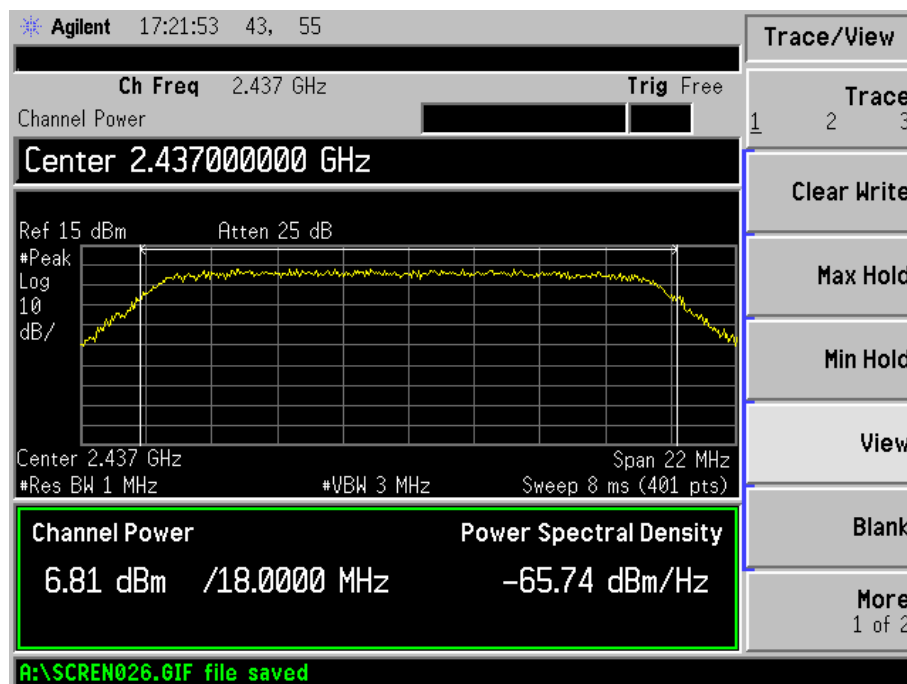 Agilent 17:21:53 43, 55
Trace/View
Ch Freq 2.437 GHz Trig Free
Channel Power
Trace
1 2 3
Center 2.437000000 GHz
Clear Write
Ref 15 dBm Atten 25 dB
#Peak
Log
10
dB/
Max Hold
Min Hold
Center 2.437 GHz Span 22 MHz
#Res BW 1 MHz #VBW 3 MHz Sweep 8 ms (401 pts)
View
Channel Power Power Spectral Density
6.81 dBm /18.0000 MHz -65.74 dBm/Hz
Blank
More
1 of 2
A:\SCREN026.GIF file saved